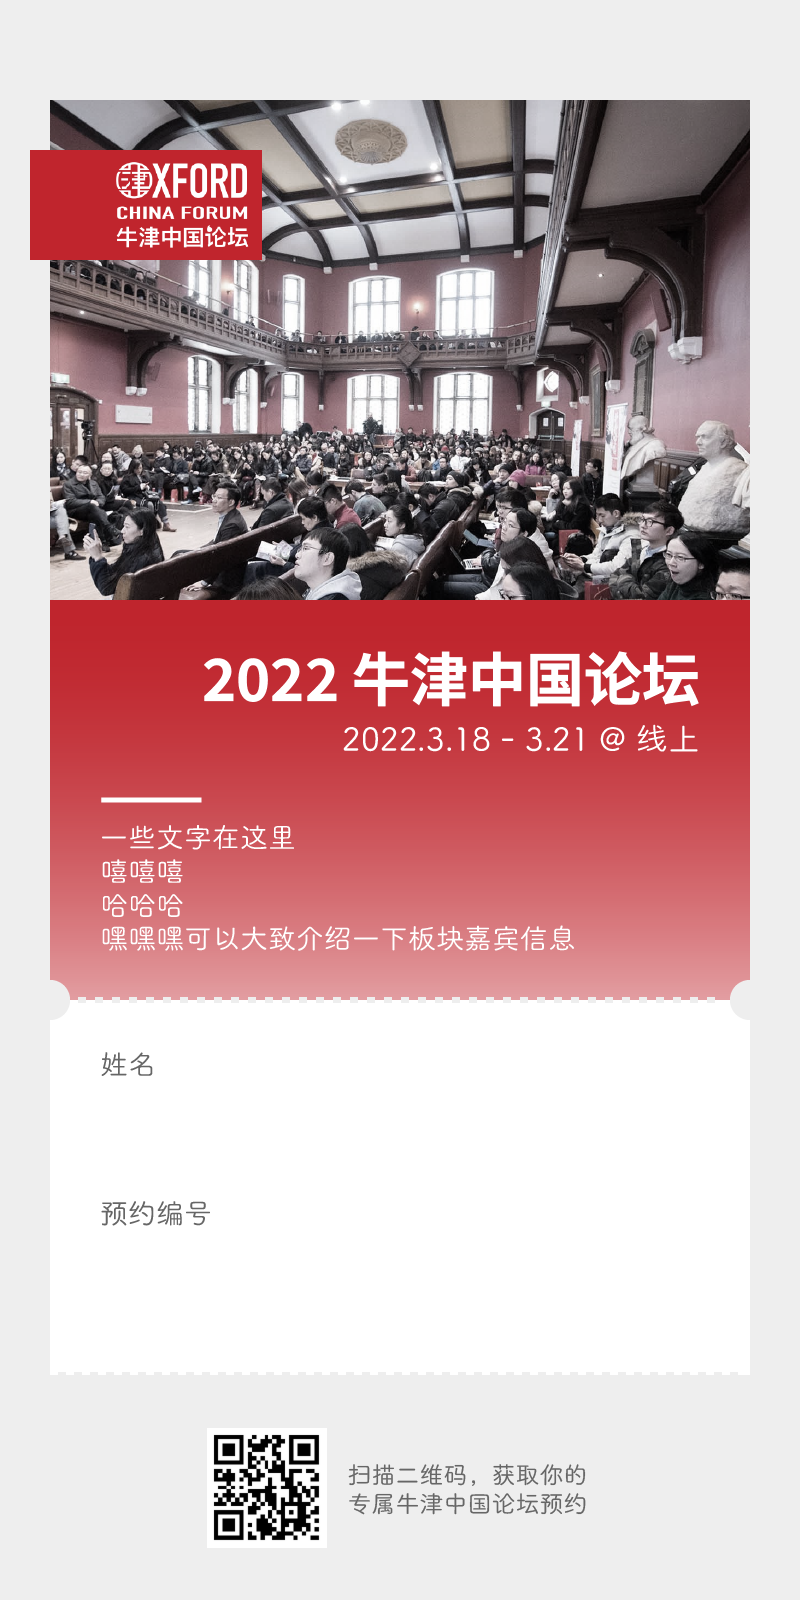 津XFORD
CHINA FORUM
牛津中国论坛
2022 牛津中国论坛
2022.3.18 - 3.21 @ 线上
一些文字在这里
嘻嘻嘻
哈哈哈
嘿嘿嘿可以大致介绍一下板块嘉宾信息
姓名
预约编号
扫描二维码，获取你的
专属牛津中国论坛预约